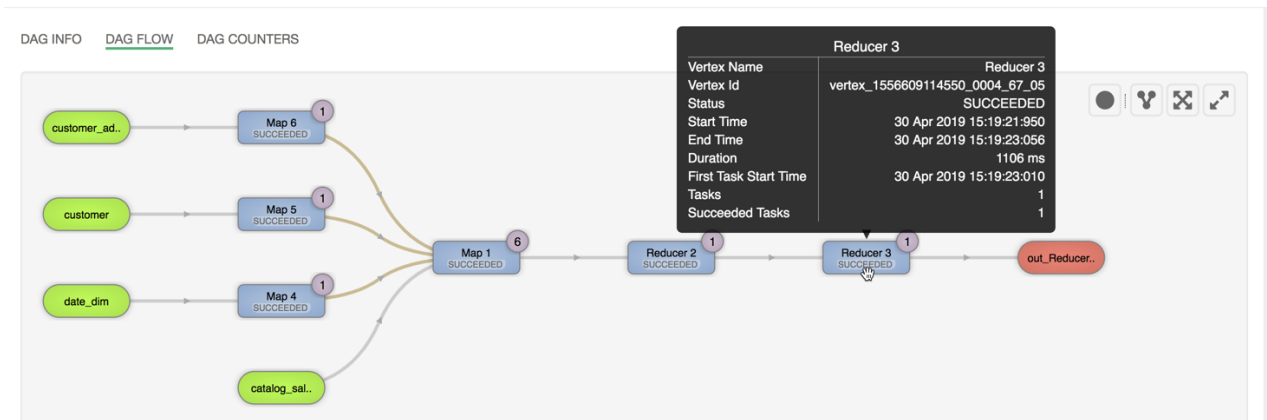 DAG INFO DAG FLOW DAG COUNTERS
Reducer 3
Vertex Name Reducer 3
Vertex Id vertex_1556609114550_0004_67_05
Status SUCCEEDED
Start Time 30 Apr 2019 15:19:21:950
End Time 30 Apr 2019 15:19:23:056
Duration 1106 ms
First Task Start Time 30 Apr 2019 15:19:23:010
Tasks 1
Succeeded Tasks 1
customer_ad..
Map 6
SUCCEEDED
1
customer
Map 5
SUCCEEDED
1
date_dim
Map 4
SUCCEEDED
1
catalog_sal..
Map 1
SUCCEEDED
6
Reducer 2
SUCCEEDED
1
Reducer 3
SUCCEEDED
1
out_Reducer..